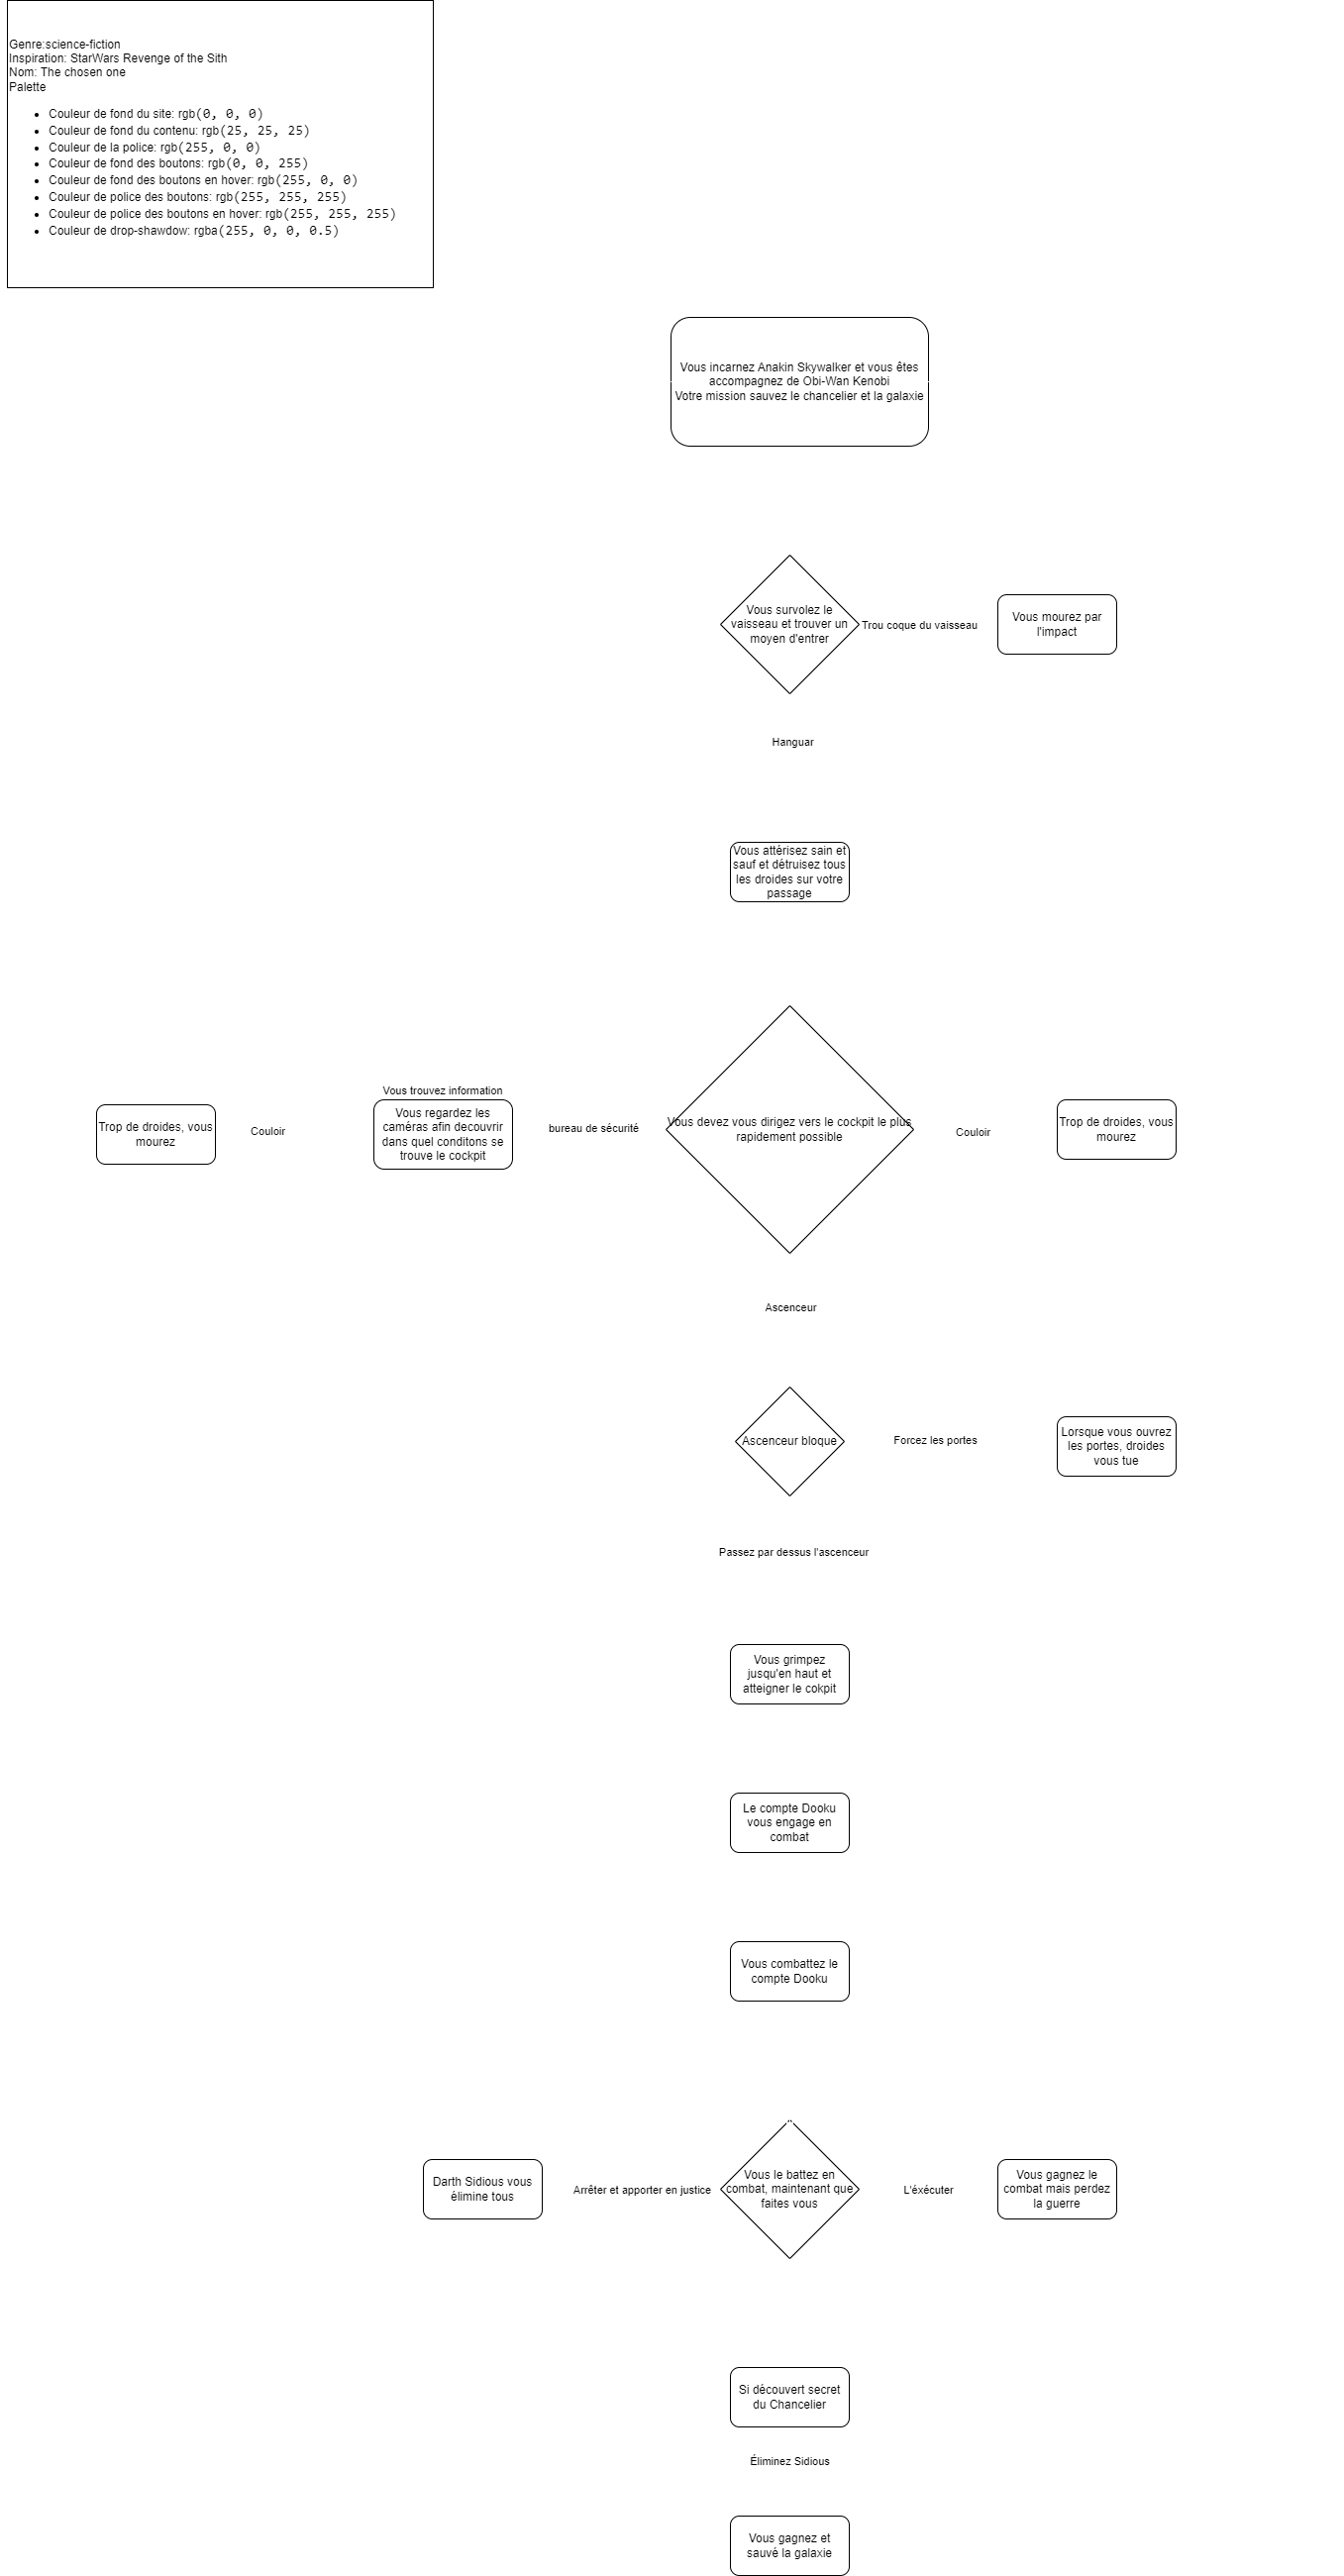 Genre:science-fiction
Inspiration: StarWars Revenge of the Sith
Nom: The chosen one
Palette
Couleur de fond du site: rgb(0, 0, 0)
Couleur de fond du contenu: rgb(25, 25, 25)
Couleur de la police: rgb(255, 0, 0)
Couleur de fond des boutons: rgb(0, 0, 255)
Couleur de fond des boutons en hover: rgb(255, 0, 0)
Couleur de police des boutons: rgb(255, 255, 255)
Couleur de police des boutons en hover: rgb(255, 255, 255)
Couleur de drop-shawdow: rgba(255, 0, 0, 0.5)
Vous incarnez Anakin Skywalker et vous êtes
accompagnez de Obi-Wan Kenobi
Votre mission sauvez le chancelier et la galaxie
Vous survolez le
vaisseau et trouver un
moyen d'entrer
Trou coque du vaisseau
Vous mourez par
l'impact
Hanguar
Vous attérisez sain et
sauf et détruisez tous
les droides sur votre
passage
Trop de droides, vous
mourez
Couloir
Vous trouvez information
Vous regardez les
caméras afin decouvrir
dans quel conditons se
trouve le cockpit
bureau de sécurité
Vous devez vous dirigez vers le cockpit le plus
rapidement possible
Couloir
Trop de droides, vous
mourez
Ascenceur
Ascenceur bloque
Forcez les portes
Lorsque vous ouvrez
les portes, droides
vous tue
Passez par dessus l'ascenceur
Vous grimpez
jusqu'en haut et
atteigner le cokpit
Le compte Dooku
vous engage en
combat
Vous combattez le
compte Dooku
Darth Sidious vous
élimine tous
Arrêter et apporter en justice
Vous le battez en
combat, maintenant que
faites vous
L'éxécuter
Vous gagnez le
combat mais perdez
la guerre
Si découvert secret
du Chancelier
Éliminez Sidious
Vous gagnez et
sauvé la galaxie